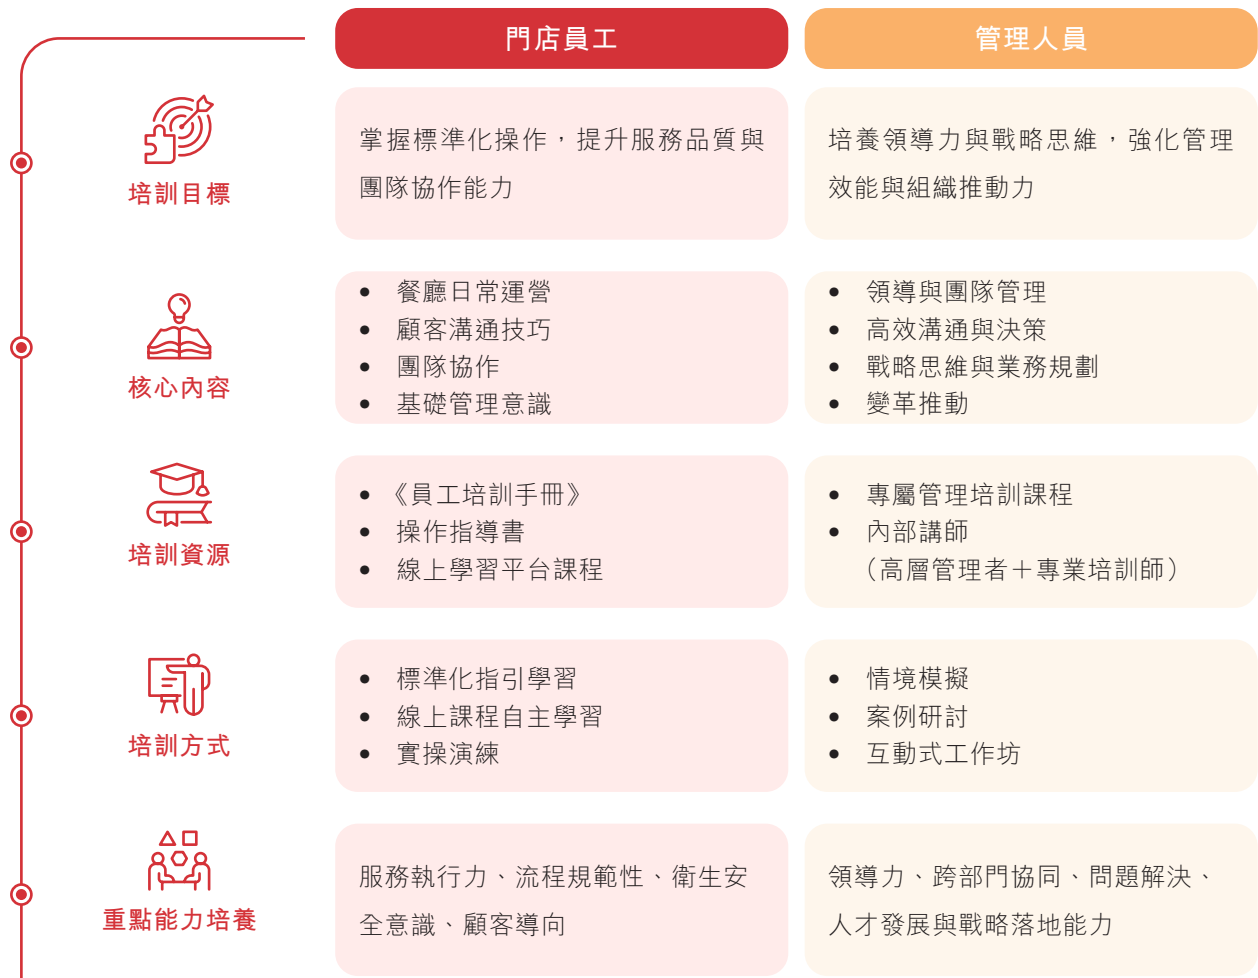 門店員工
管理人員
培訓目標
掌握標準化操作，提升服務品質與
團隊協作能力
培養領導力與戰略思維，強化管理
效能與組織推動力
核心內容
• 餐廳日常運營
• 顧客溝通技巧
• 團隊協作
• 基礎管理意識
• 領導與團隊管理
• 高效溝通與決策
• 戰略思維與業務規劃
• 變革推動
培訓資源
• 《員工培訓手冊》
• 操作指導書
• 線上學習平台課程
• 專屬管理培訓課程
• 內部講師
（高層管理者＋專業培訓師）
培訓方式
• 標準化指引學習
• 線上課程自主學習
• 實操演練
• 情境模擬
• 案例研討
• 互動式工作坊
重點能力培養
服務執行力、流程規範性、衛生安
全意識、顧客導向
領導力、跨部門協同、問題解決、
人才發展與戰略落地能力